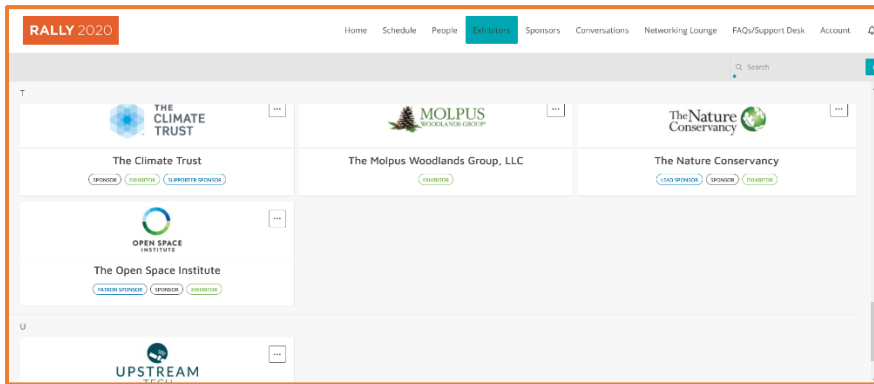 RALLY 2020
Home Schedule People Exhibitors Sponsors Conversations Networking Lounge FAQs/Support Desk Account
Search
T
THE
CLIMATE
TRUST
The Climate Trust
SPONSOR EXHIBITOR SUPPORTER SPONSOR
MOLPUS
WOODLANDS GROUP
The Molpus Woodlands Group, LLC
EXHIBITOR
The Nature
Conservancy
The Nature Conservancy
LEAD SPONSOR SPONSOR EXHIBITOR
OPEN SPACE
INSTITUTE
The Open Space Institute
PATRON SPONSOR SPONSOR EXHIBITOR
U
UPSTREAM
TECH